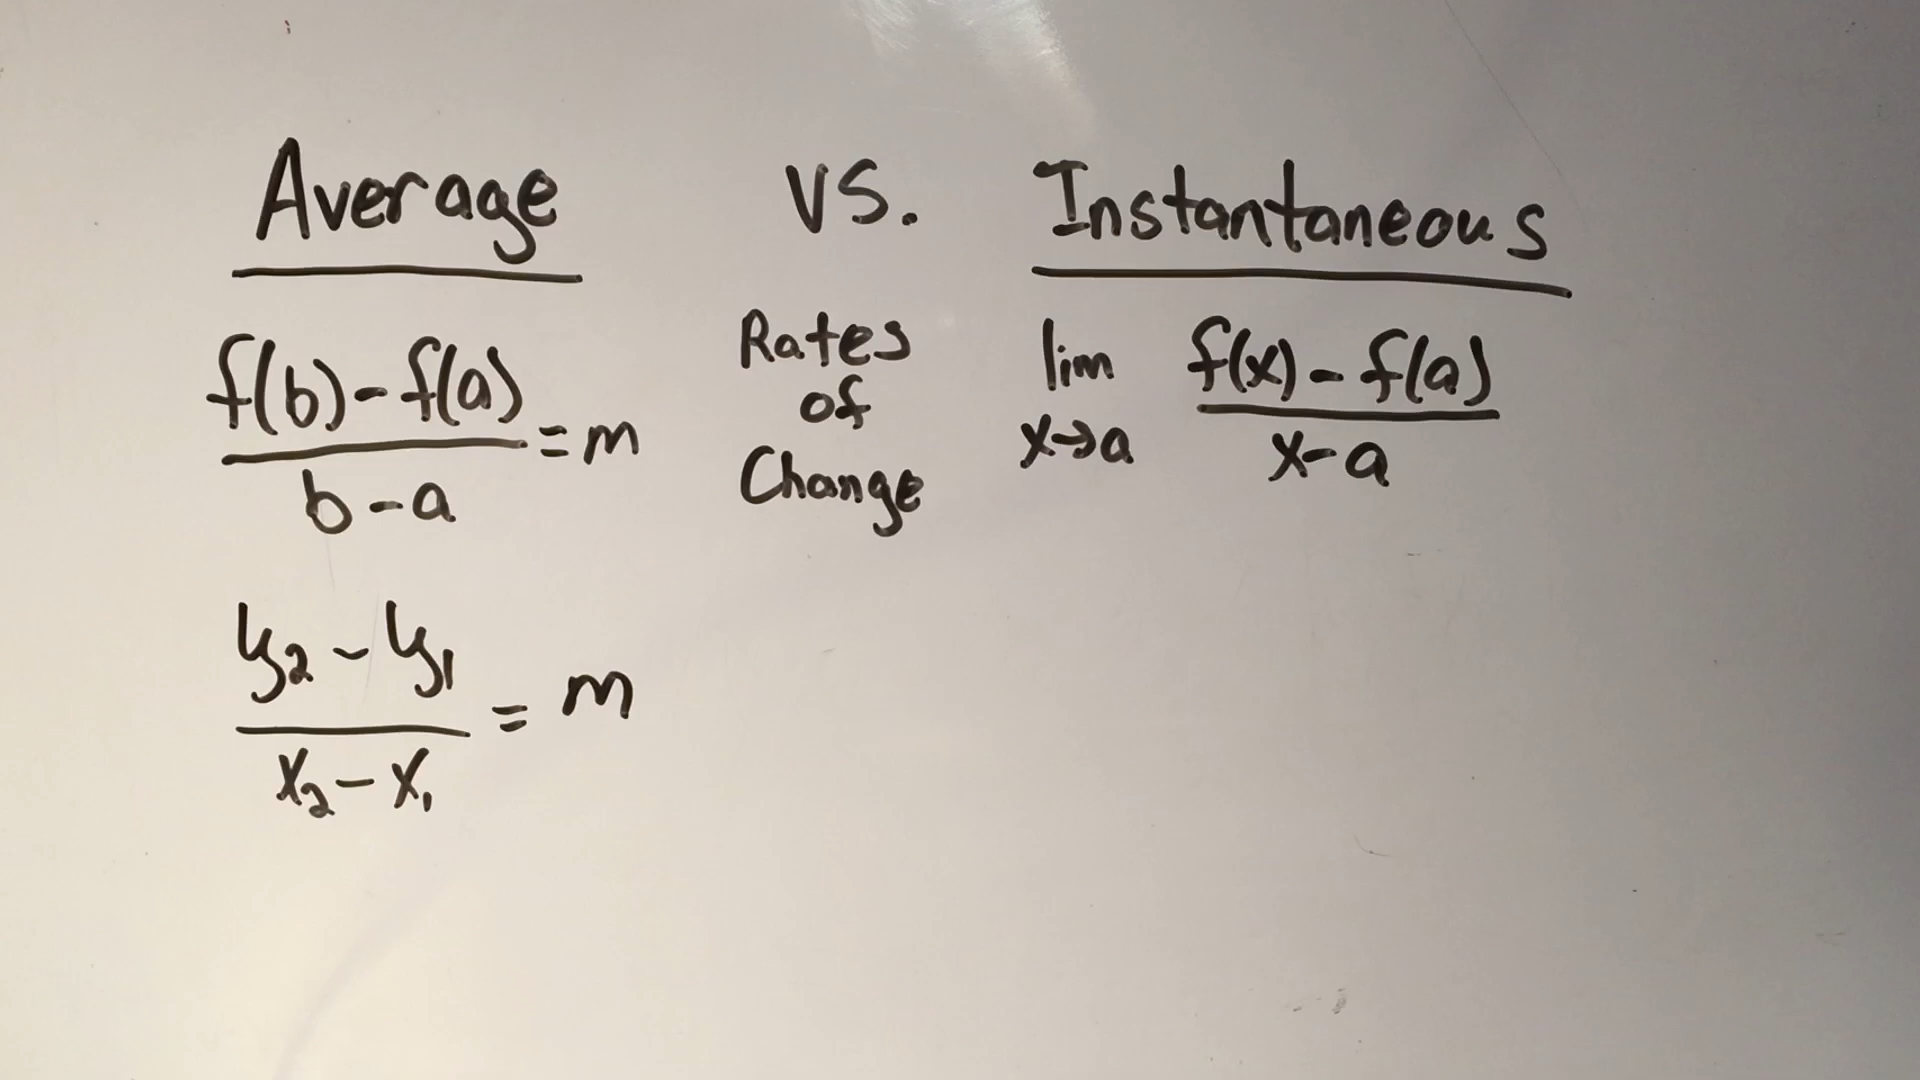 Average vs. Instantaneous
f(b) - f(a)
b - a
= m
Rates
of
Change
lim
x→a
f(x) - f(a)
x - a
y₂ - y₁
x₂ - x₁
= m